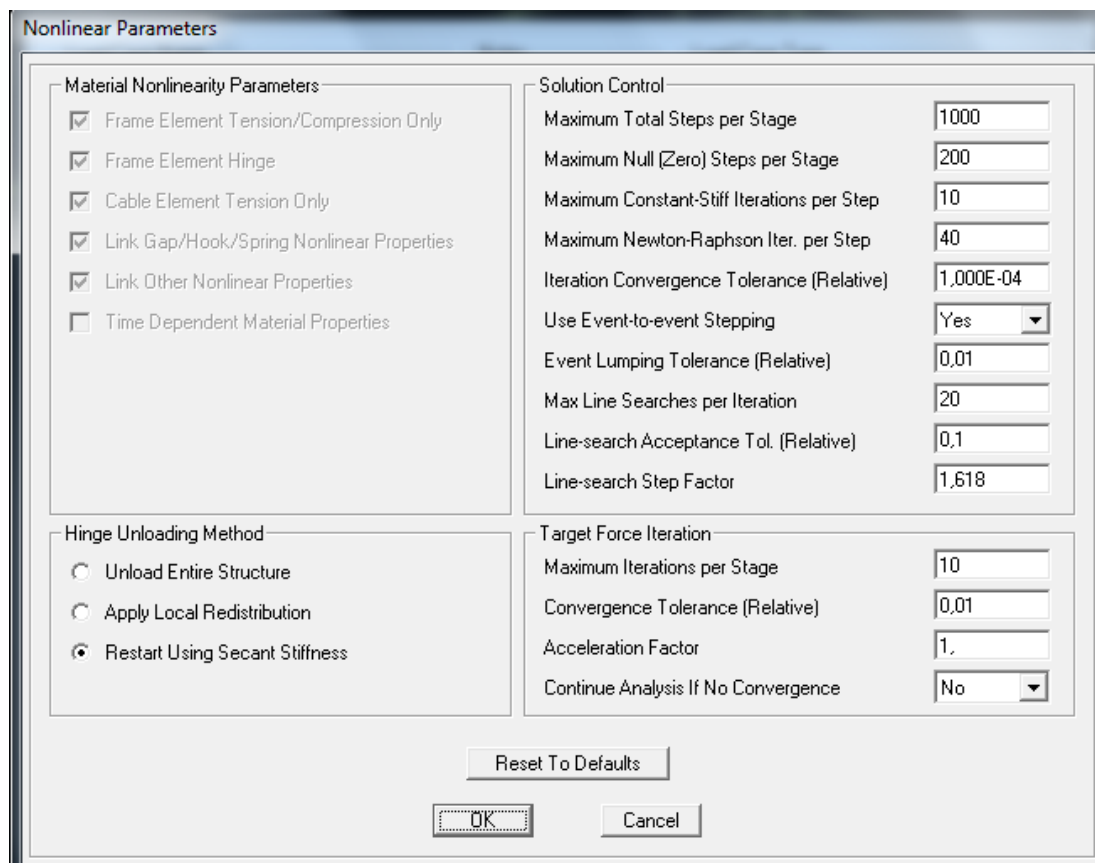 Nonlinear Parameters
Material Nonlinearity Parameters
Frame Element Tension/Compression Only
Frame Element Hinge
Cable Element Tension Only
Link Gap/Hook/Spring Nonlinear Properties
Link Other Nonlinear Properties
Time Dependent Material Properties
Solution Control
Maximum Total Steps per Stage 1000
Maximum Null (Zero) Steps per Stage 200
Maximum Constant-Stiff Iterations per Step 10
Maximum Newton-Raphson Iter. per Step 40
Iteration Convergence Tolerance (Relative) 1,000E-04
Use Event-to-event Stepping Yes
Event Lumping Tolerance (Relative) 0,01
Max Line Searches per Iteration 20
Line-search Acceptance Tol. (Relative) 0,1
Line-search Step Factor 1,618
Hinge Unloading Method
Unload Entire Structure
Apply Local Redistribution
Restart Using Secant Stiffness
Target Force Iteration
Maximum Iterations per Stage 10
Convergence Tolerance (Relative) 0,01
Acceleration Factor 1,
Continue Analysis If No Convergence No
Reset To Defaults
OK Cancel